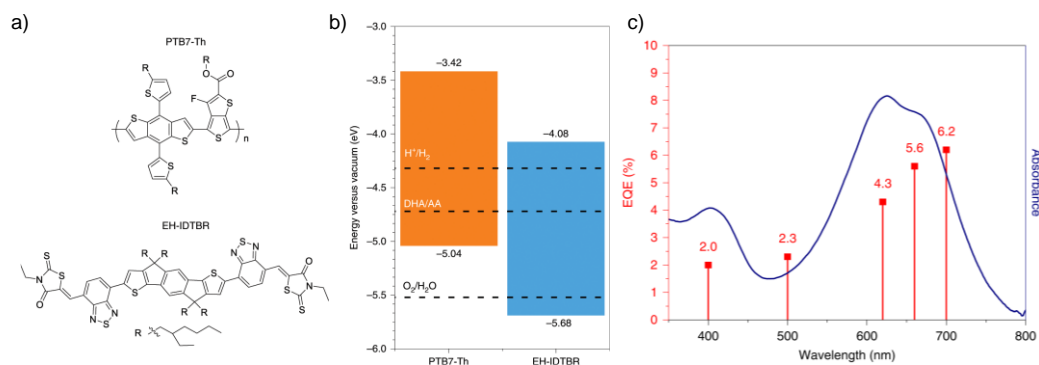 a)
PTB7-Th
R
R
S
O
O
F
S
S
S
S
n
S
R
EH-IDTBR
S
S
N
O
R R
S
S
R R
N
S
N
N
S
N
O
N
S
S
R
b)
Energy versus vacuum (eV)
−3.0
−3.5
−4.0
−4.5
−5.0
−5.5
−6.0
−3.42
−4.08
H+/H2
DHA/AA
−5.04
O2/H2O
−5.68
PTB7-Th
EH-IDTBR
c)
EQE (%)
10
9
8
7
6
5
4
3
2
1
0
2.0
2.3
4.3
5.6
6.2
Absorbance
400
500
600
700
800
Wavelength (nm)